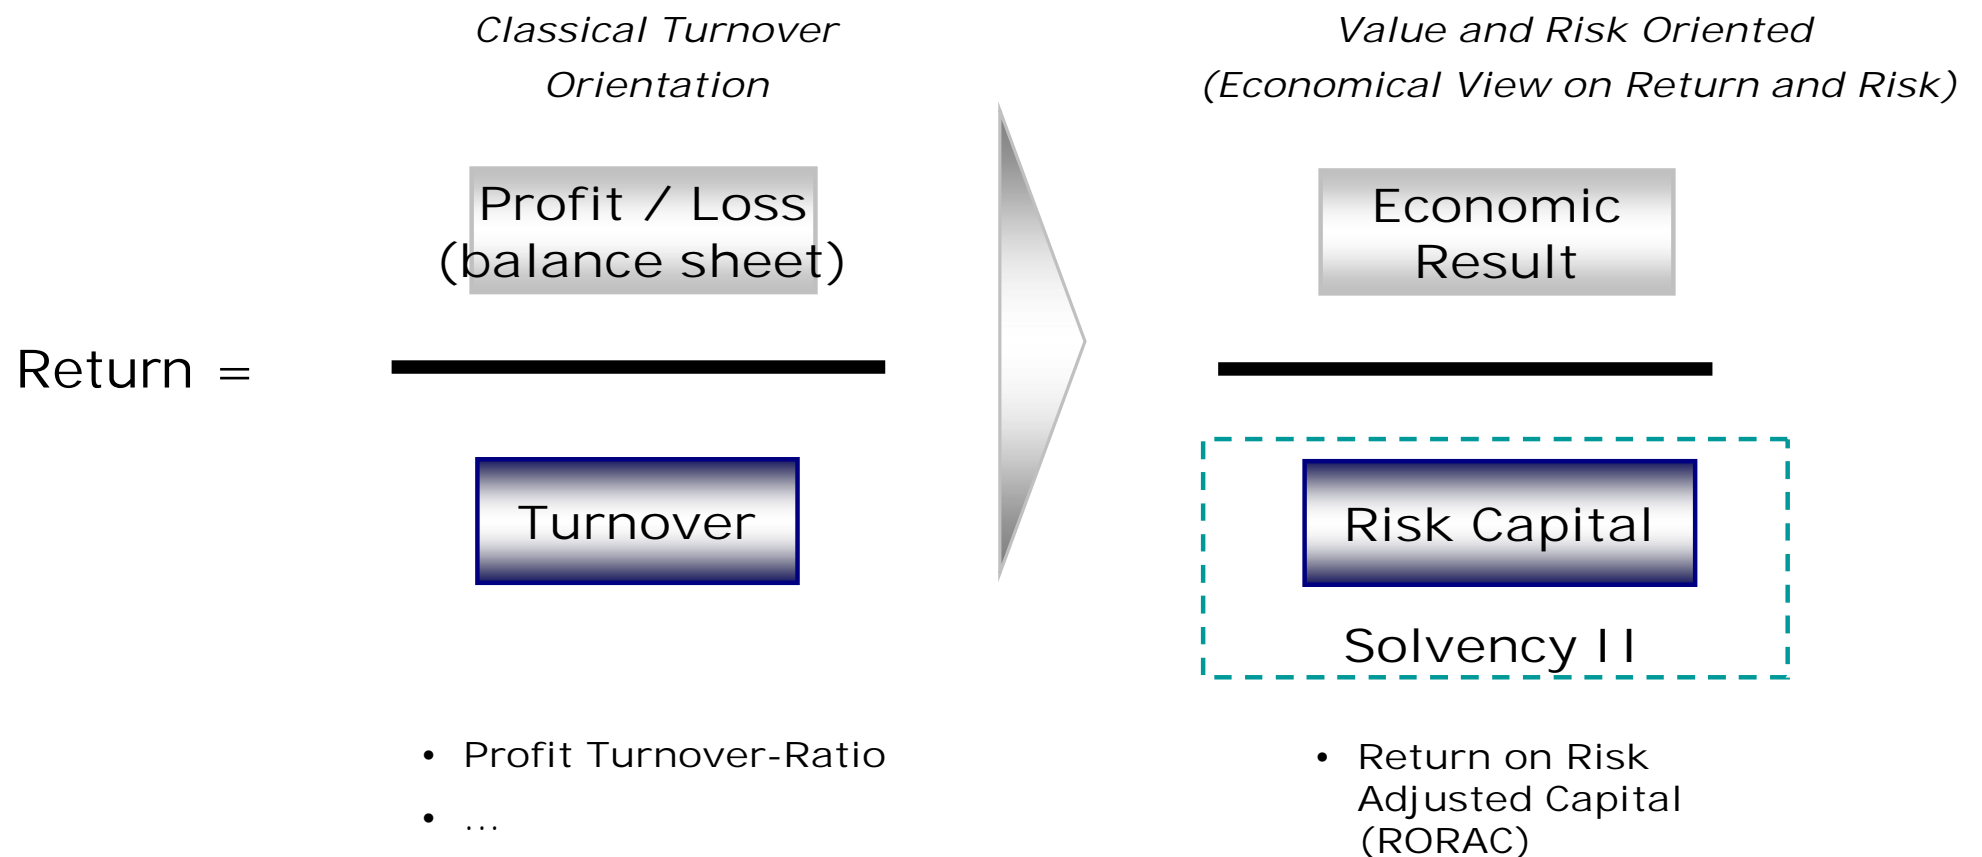 Classical Turnover
Orientation
Value and Risk Oriented
(Economical View on Return and Risk)
Profit / Loss
(balance sheet)
Economic
Result
Return =
Turnover
Risk Capital
Solvency II
• Profit Turnover-Ratio
• ...
• Return on Risk
Adjusted Capital
(RORAC)